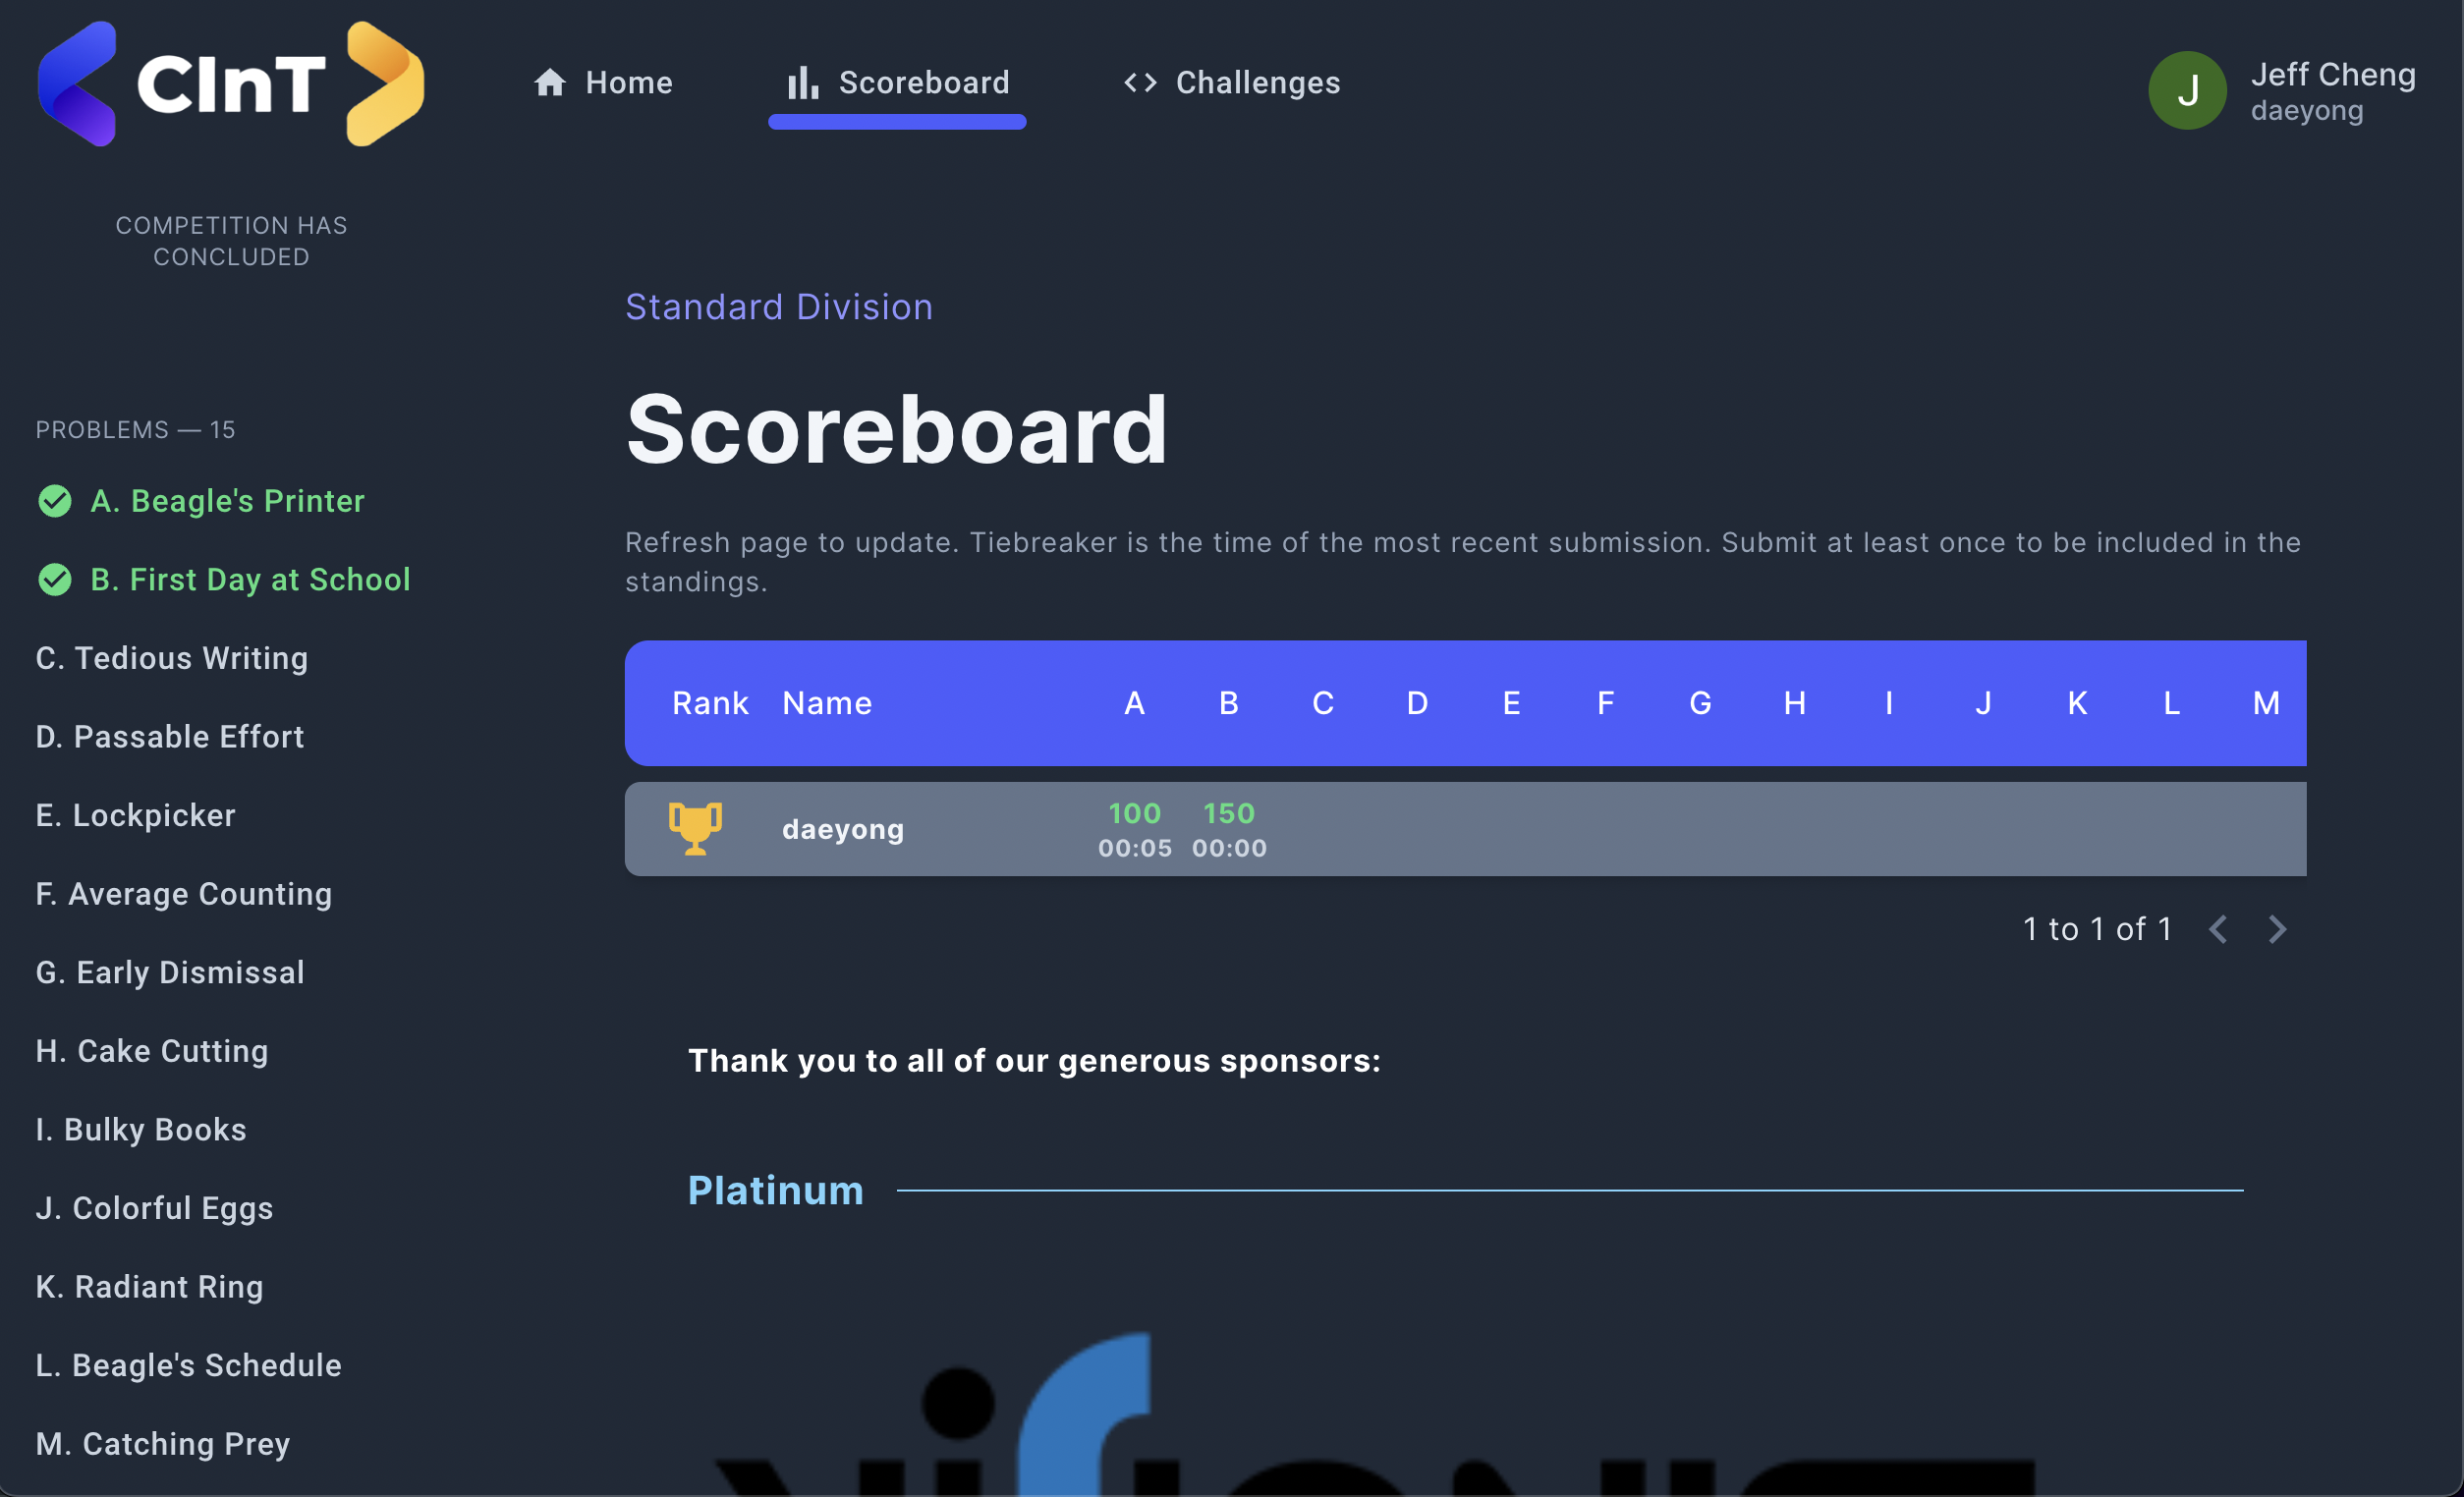 CInT
Home
Scoreboard
Challenges
J
Jeff Cheng
daeyong
COMPETITION HAS
CONCLUDED
PROBLEMS — 15
A. Beagle's Printer
B. First Day at School
C. Tedious Writing
D. Passable Effort
E. Lockpicker
F. Average Counting
G. Early Dismissal
H. Cake Cutting
I. Bulky Books
J. Colorful Eggs
K. Radiant Ring
L. Beagle's Schedule
M. Catching Prey
Standard Division
Scoreboard
Refresh page to update. Tiebreaker is the time of the most recent submission. Submit at least once to be included in the
standings.
Rank Name A B C D E F G H I J K L M
daeyong 100 150
00:05 00:00
1 to 1 of 1
Thank you to all of our generous sponsors:
Platinum